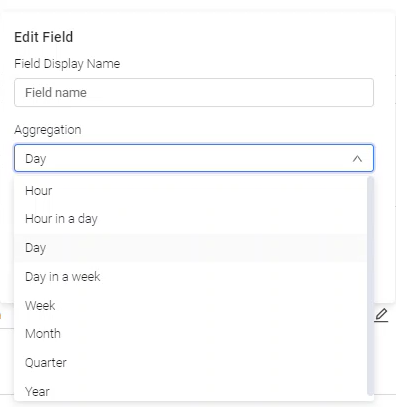 Edit Field
Field Display Name
Field name
Aggregation
Day
Hour
Hour in a day
Day
Day in a week
Week
Month
Quarter
Year